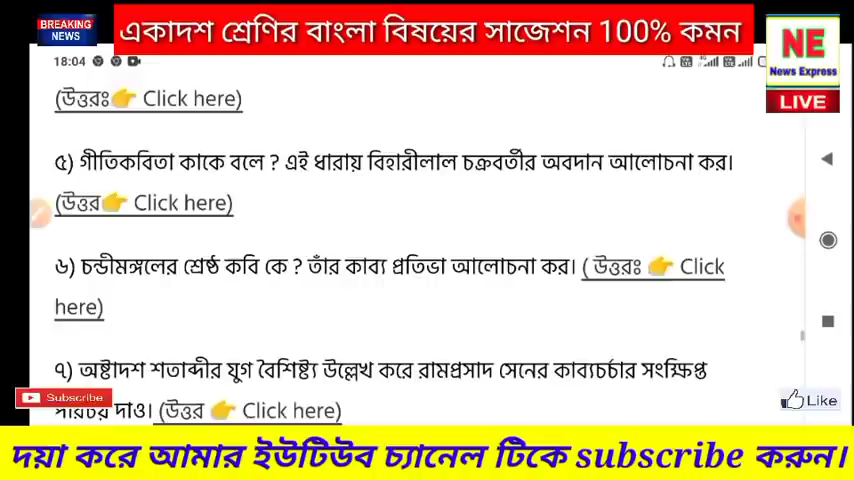 BREAKING
NEWS
একাদশ শ্রেণির বাংলা বিষয়ের সাজেশন 100% কমন
NE
News Express
LIVE
18:04
(উত্তরঃ👉 Click here)
৫) গীতিকবিতা কাকে বলে ? এই ধারায় বিহারীলাল চক্রবর্তীর অবদান আলোচনা কর।
(উত্তর👉 Click here)
৬) চন্ডীমঙ্গলের শ্রেষ্ঠ কবি কে ? তাঁর কাব্য প্রতিভা আলোচনা কর। ( উত্তরঃ 👉 Click
here)
৭) অষ্টাদশ শতাব্দীর যুগ বৈশিষ্ট্য উল্লেখ করে রামপ্রসাদ সেনের কাব্যচর্চার সংক্ষিপ্ত
Subscribe
Like
দাও। (উত্তর 👉 Click here)
দয়া করে আমার ইউটিউব চ্যানেল টিকে subscribe করুন।